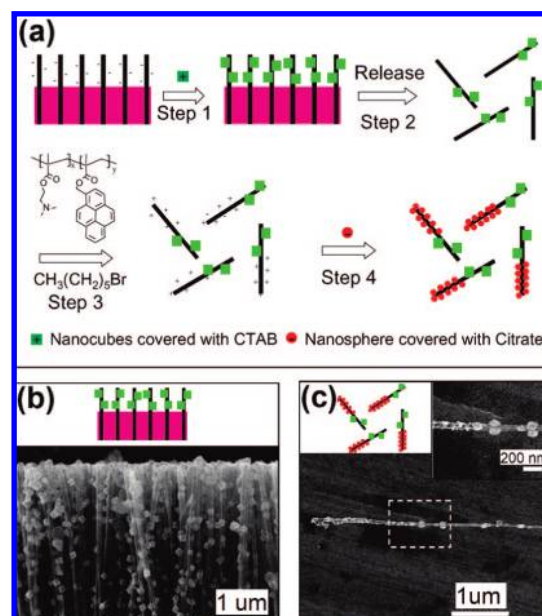 (a)
Release
Step 1
Step 2
CH3(CH2)5Br
Step 3
Step 4
Nanocubes covered with CTAB
Nanosphere covered with Citrate
(b)
(c)
200 nm
1 um
1um